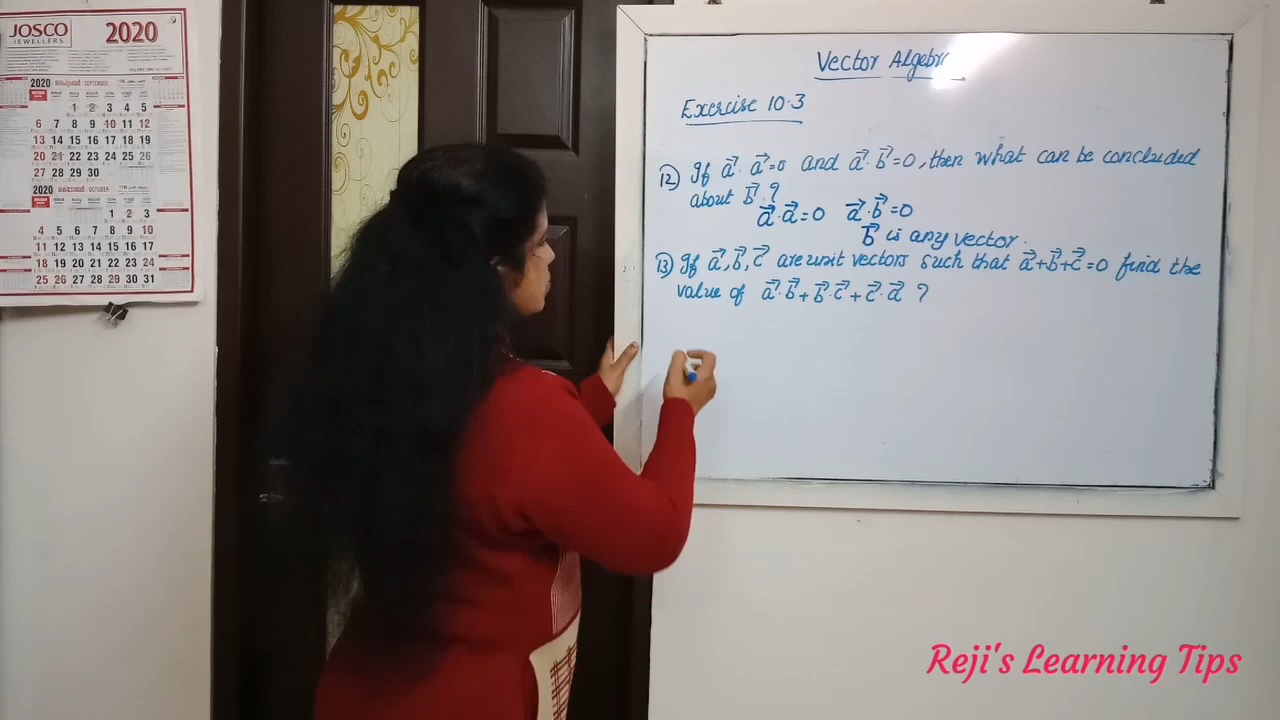 JOSCO
JEWELLERS
2020
2020 SEPTEMBER
1 2 3 4 5
6 7 8 9 10 11 12
13 14 15 16 17 18 19
20 21 22 23 24 25 26
27 28 29 30
2020 OCTOBER
1 2 3
4 5 6 7 8 9 10
11 12 13 14 15 16 17
18 19 20 21 22 23 24
25 26 27 28 29 30 31
Vector Algebra
Exercise 10.3
12) If a⃗ · a⃗ =0 and a⃗ · b⃗ =0, then what can be concluded
about b⃗ ?
a⃗ · a⃗ =0 a⃗ · b⃗ =0
b⃗ is any vector.
13) If a⃗, b⃗, c⃗ are unit vectors such that a⃗+b⃗+c⃗ =0 find the
value of a⃗ · b⃗ + b⃗ · c⃗ + c⃗ · a⃗ ?
Reji's Learning Tips